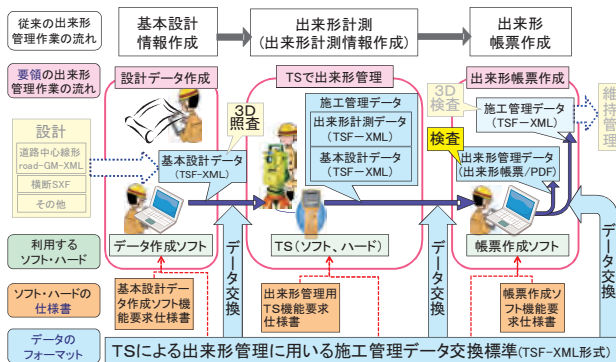 従来の出来形
管理作業の流れ
基本設計
情報作成
出来形計測
(出来形計測情報作成)
出来形
帳票作成
要領の出来形
管理作業の流れ
設計データ作成
TSで出来形管理
出来形帳票作成
3D
照査
施工管理データ
出来形計測データ
(TSF-XML)
基本設計データ
(TSF-XML)
3D
検査
施工管理データ
(TSF-XML)
維持管理
設計
道路中心線形
road-GM-XML
横断SXF
その他
基本設計データ
(TSF-XML)
検査
出来形管理データ
(出来形帳票/PDF)
利用する
ソフト・ハード
データ作成ソフト
TS(ソフト、ハード)
帳票作成ソフト
データ交換
データ交換
データ交換
ソフト・ハードの
仕様書
基本設計デー
タ作成ソフト機能
要求仕様書
出来形管理用
TS機能要求
仕様書
帳票作成ソ
フト機能要
求仕様書
データの
フォーマット
TSによる出来形管理に用いる施工管理データ交換標準(TSF-XML形式)